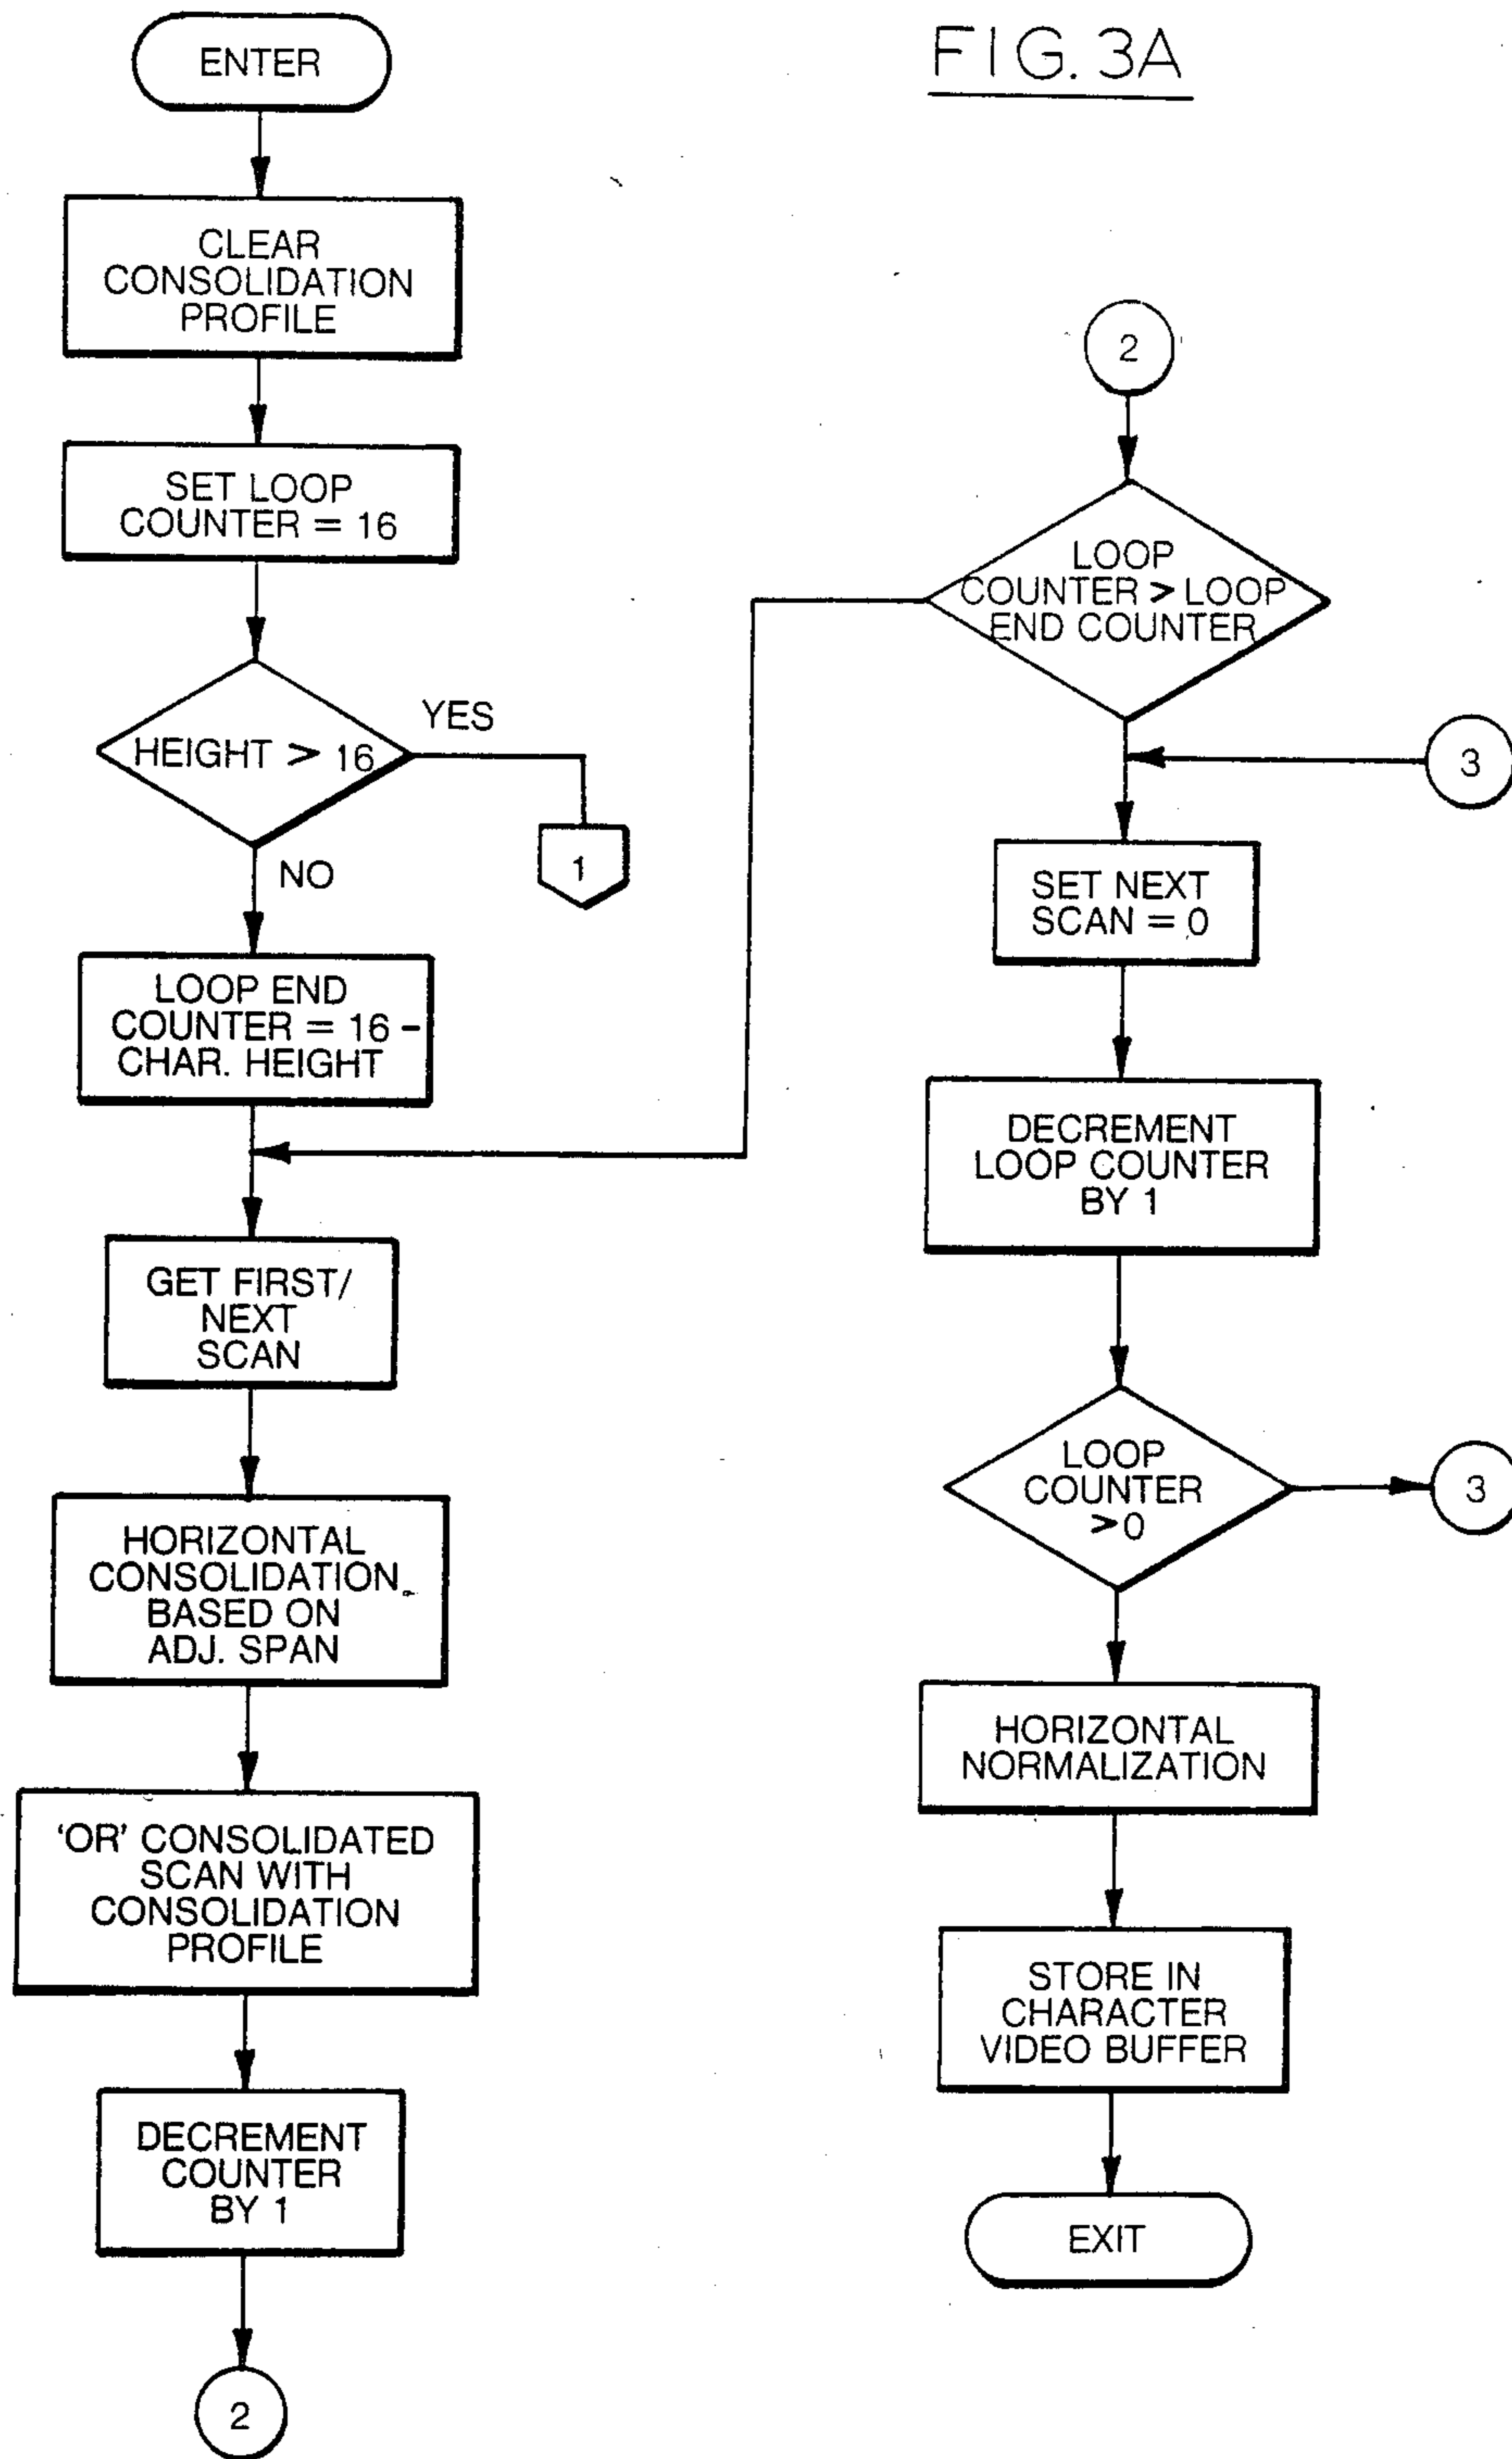 FIG. 3A
ENTER
CLEAR
CONSOLIDATION
PROFILE
SET LOOP
COUNTER = 16
HEIGHT > 16
YES
1
NO
LOOP END
COUNTER = 16 -
CHAR. HEIGHT
GET FIRST/
NEXT
SCAN
HORIZONTAL
CONSOLIDATION
BASED ON
ADJ. SPAN
'OR' CONSOLIDATED
SCAN WITH
CONSOLIDATION
PROFILE
DECREMENT
COUNTER
BY 1
2
2
LOOP
COUNTER > LOOP
END COUNTER
3
SET NEXT
SCAN = 0
DECREMENT
LOOP COUNTER
BY 1
LOOP
COUNTER
> 0
3
HORIZONTAL
NORMALIZATION
STORE IN
CHARACTER
VIDEO BUFFER
EXIT